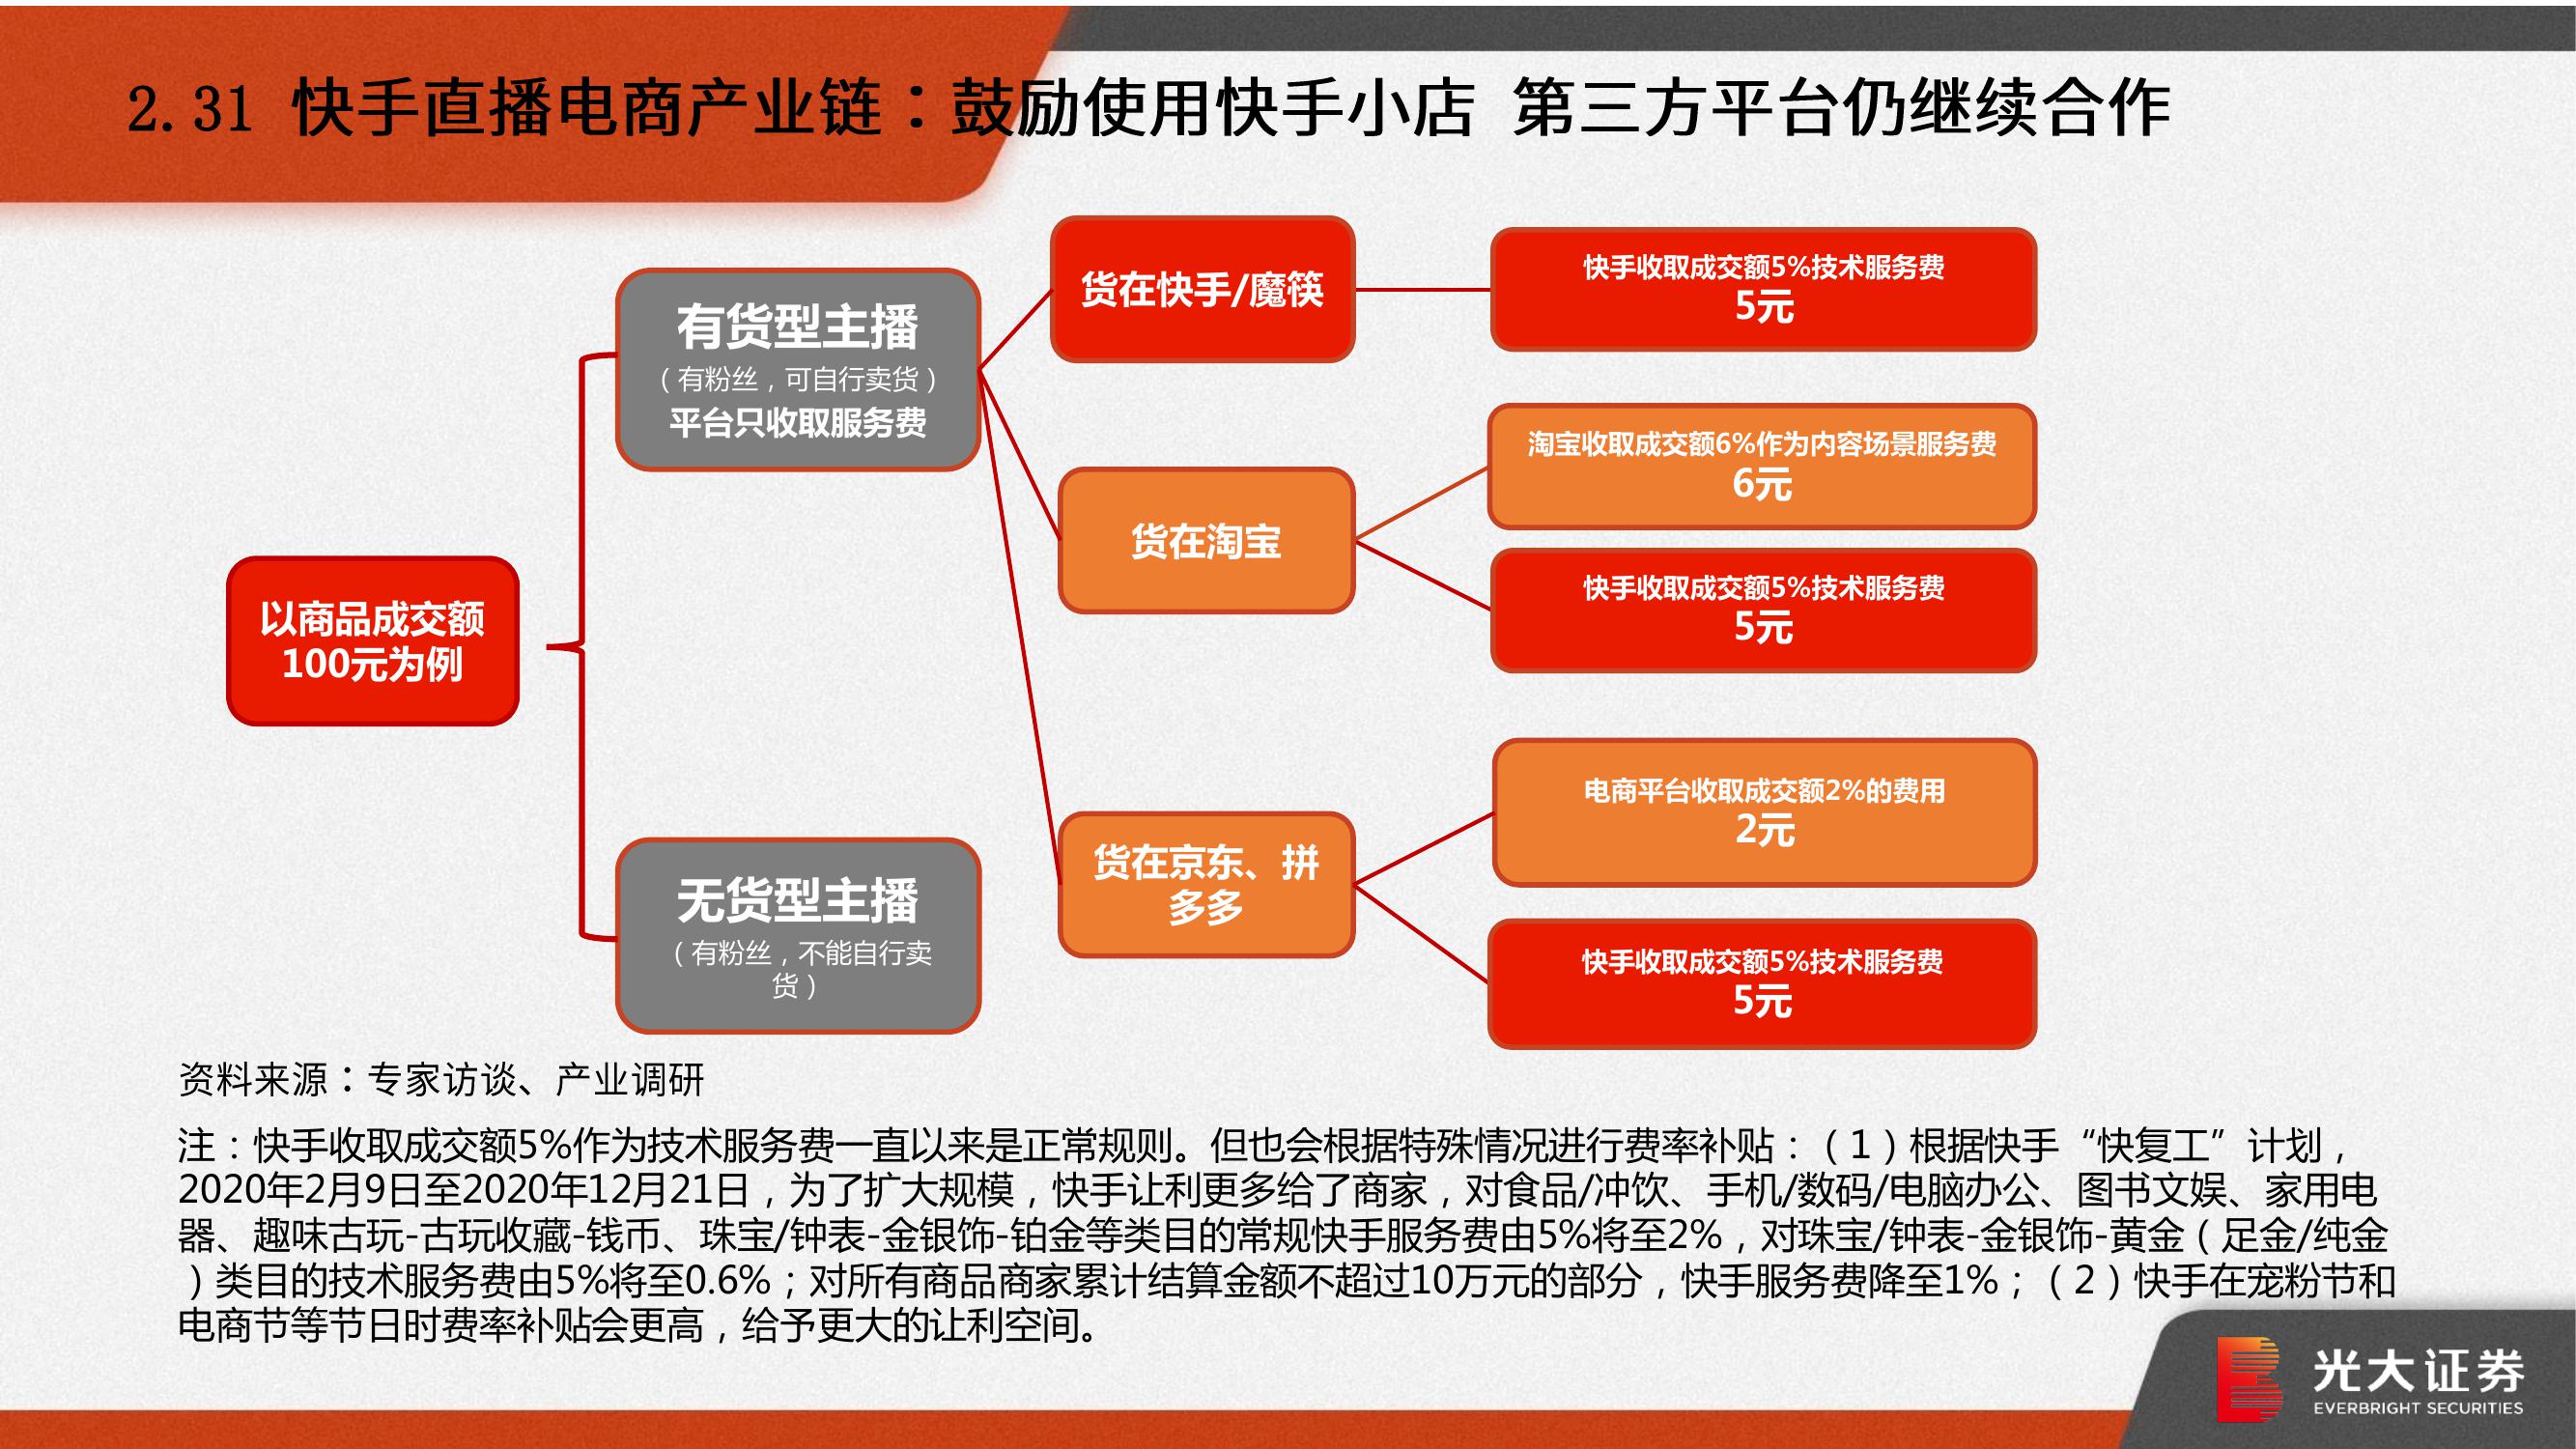 2.31 快手直播电商产业链：鼓励使用快手小店 第三方平台仍继续合作
以商品成交额
100元为例
有货型主播
（有粉丝，可自行卖货）
平台只收取服务费
无货型主播
（有粉丝，不能自行卖
货）
货在快手/魔筷
快手收取成交额5%技术服务费
5元
货在淘宝
淘宝收取成交额6%作为内容场景服务费
6元
快手收取成交额5%技术服务费
5元
货在京东、拼
多多
电商平台收取成交额2%的费用
2元
快手收取成交额5%技术服务费
5元
资料来源：专家访谈、产业调研
注：快手收取成交额5%作为技术服务费一直以来是正常规则。但也会根据特殊情况进行费率补贴：（1）根据快手“快复工”计划，
2020年2月9日至2020年12月21日，为了扩大规模，快手让利更多给了商家，对食品/冲饮、手机/数码/电脑办公、图书文娱、家用电
器、趣味古玩-古玩收藏-钱币、珠宝/钟表-金银饰-铂金等类目的常规快手服务费由5%将至2%，对珠宝/钟表-金银饰-黄金（足金/纯金
）类目的技术服务费由5%将至0.6%；对所有商品商家累计结算金额不超过10万元的部分，快手服务费降至1%；（2）快手在宠粉节和
电商节等节日时费率补贴会更高，给予更大的让利空间。
光大证券
EVERBRIGHT SECURITIES